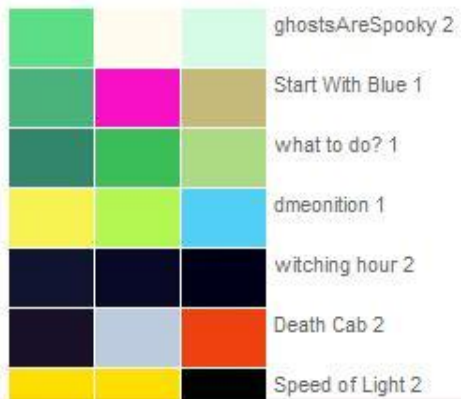 ghostsAreSpooky 2
Start With Blue 1
what to do? 1
dmeonition 1
witching hour 2
Death Cab 2
Speed of Light 2